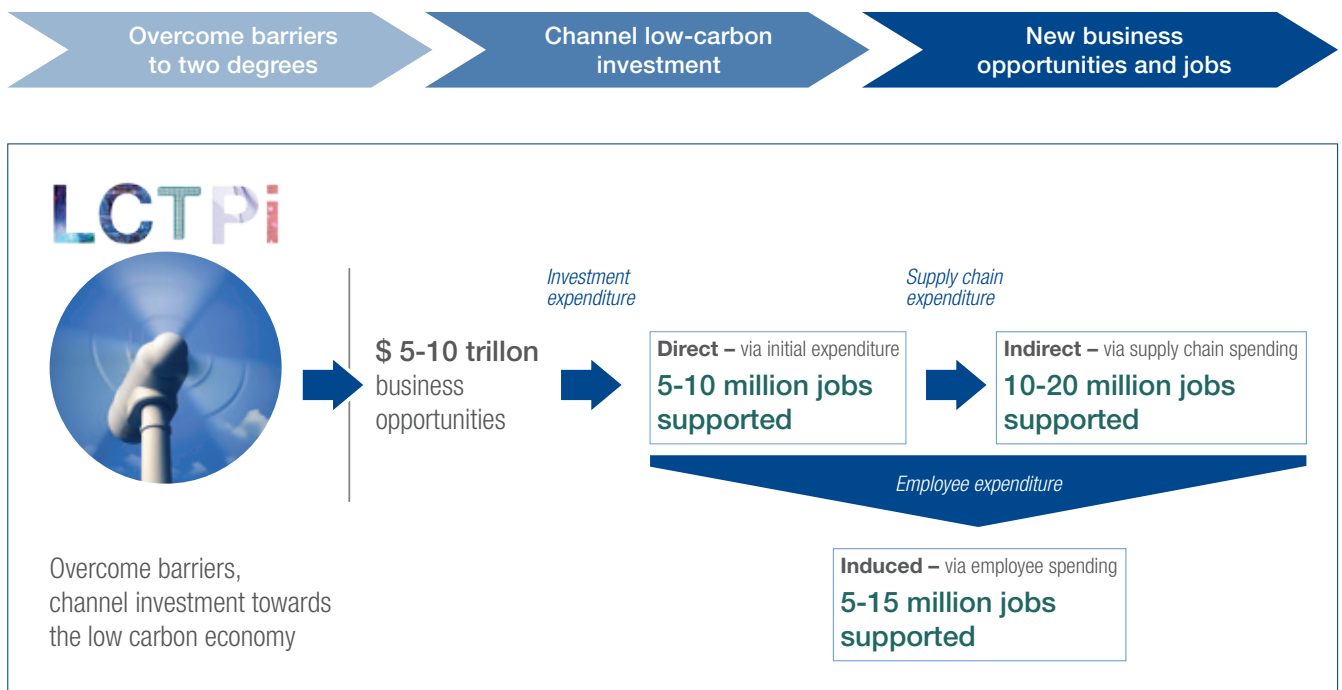 Overcome barriers
to two degrees
Channel low-carbon
investment
New business
opportunities and jobs
LCTPi
$ 5-10 trillon
business
opportunities
Investment
expenditure
Direct – via initial expenditure
5-10 million jobs
supported
Supply chain
expenditure
Indirect – via supply chain spending
10-20 million jobs
supported
Employee expenditure
Induced – via employee spending
5-15 million jobs
supported
Overcome barriers,
channel investment towards
the low carbon economy